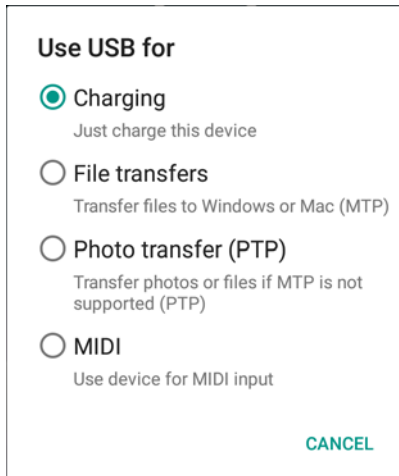 Use USB for
Charging
Just charge this device
File transfers
Transfer files to Windows or Mac (MTP)
Photo transfer (PTP)
Transfer photos or files if MTP is not
supported (PTP)
MIDI
Use device for MIDI input
CANCEL